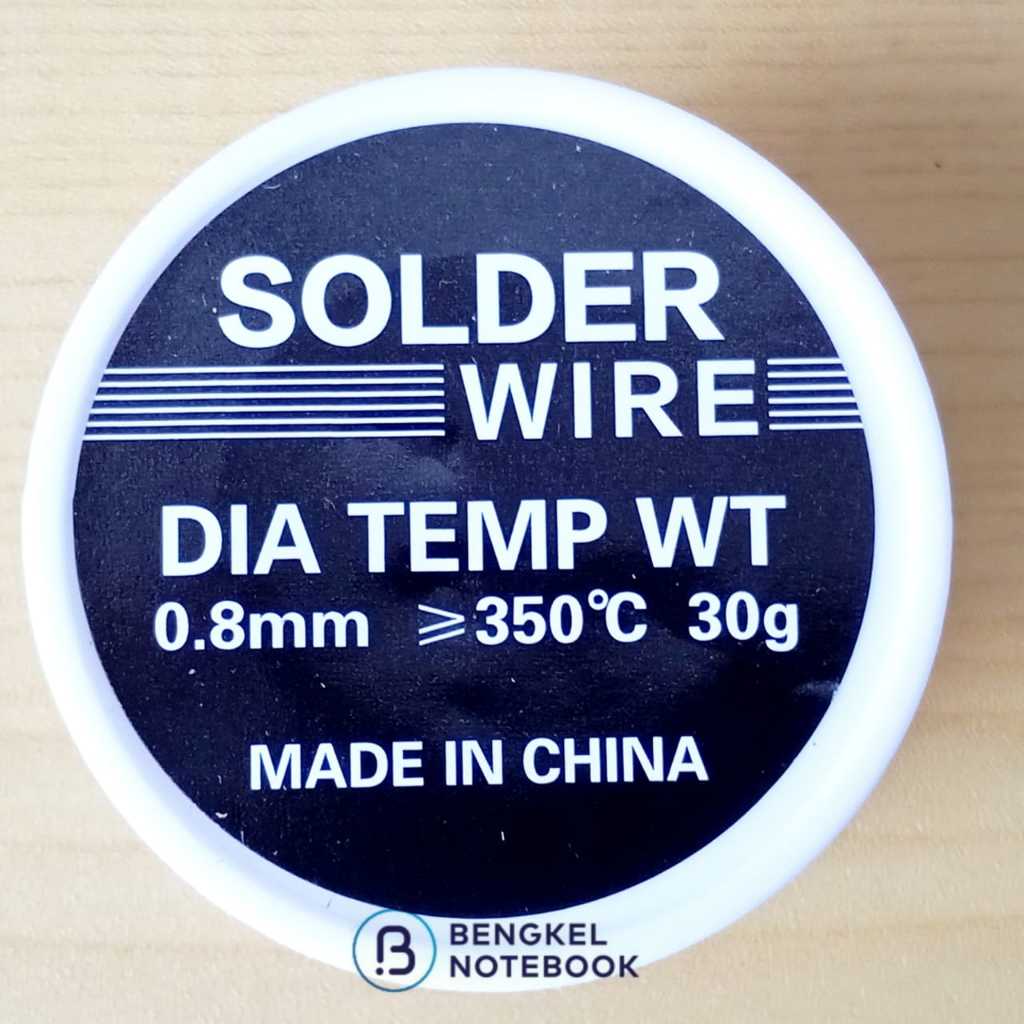 SOLDER
WIRE
DIA TEMP WT
0.8mm ⩾350℃ 30g
MADE IN CHINA
BENGKEL
NOTEBOOK